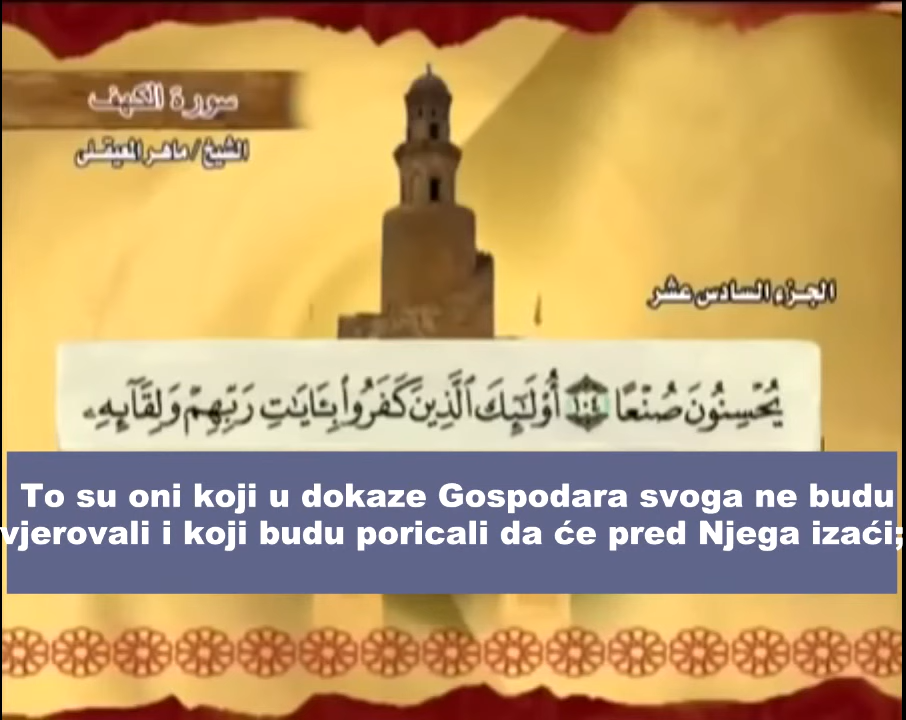 سورة الكهف
الشيخ / ماهر المعيقلى
الجزء السادس عشر
يُحْسِنُونَ صُنْعًا ١٠٤ أُوْلَٰٓئِكَ ٱلَّذِينَ كَفَرُواْ بِـَٔايَٰتِ رَبِّهِمْ وَلِقَآئِهِۦ
To su oni koji u dokaze Gospodara svoga ne budu
vjerovali i koji budu poricali da će pred Njega izaći;